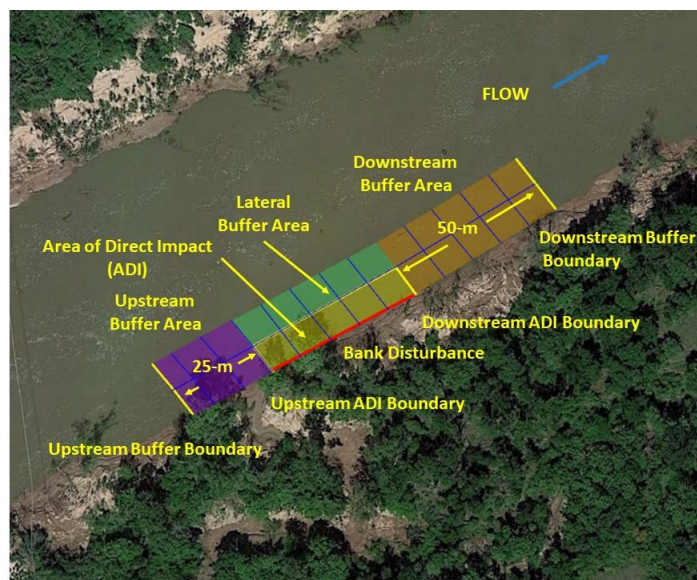 FLOW
Downstream
Buffer Area
Lateral
Buffer Area
50-m
Area of Direct Impact
(ADI)
Downstream Buffer
Boundary
Upstream
Buffer Area
Downstream ADI Boundary
Bank Disturbance
25-m
Upstream ADI Boundary
Upstream Buffer Boundary